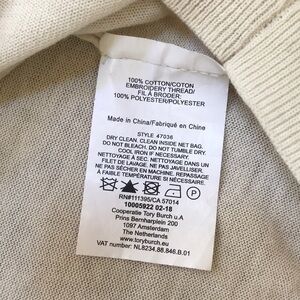 100% COTTON/COTON
EMBROIDERY THREAD/
FIL À BRODER:
100% POLYESTER/POLYESTER
Made in China/Fabriqué en Chine
STYLE 47036
DRY CLEAN. CLEAN INSIDE NET BAG.
DO NOT BLEACH. DO NOT TUMBLE DRY.
COOL IRON IF NECESSARY.
NETTOYAGE À SEC. NETTOYAGE DANS UN
FILET DE LAVAGE. NE PAS JAVELLISER.
NE PAS SÉCHER EN MACHINE. REPASSAGE
À FAIBLE TEMPÉRATURE SI NÉCESSAIRE.
P
RN#111395/CA 57014
10005922 02-18
Cooperatie Tory Burch u.A
Prins Bernhardplein 200
1097 Amsterdam
The Netherlands
www.toryburch.com
VAT number: NL8234.88.846.B.01